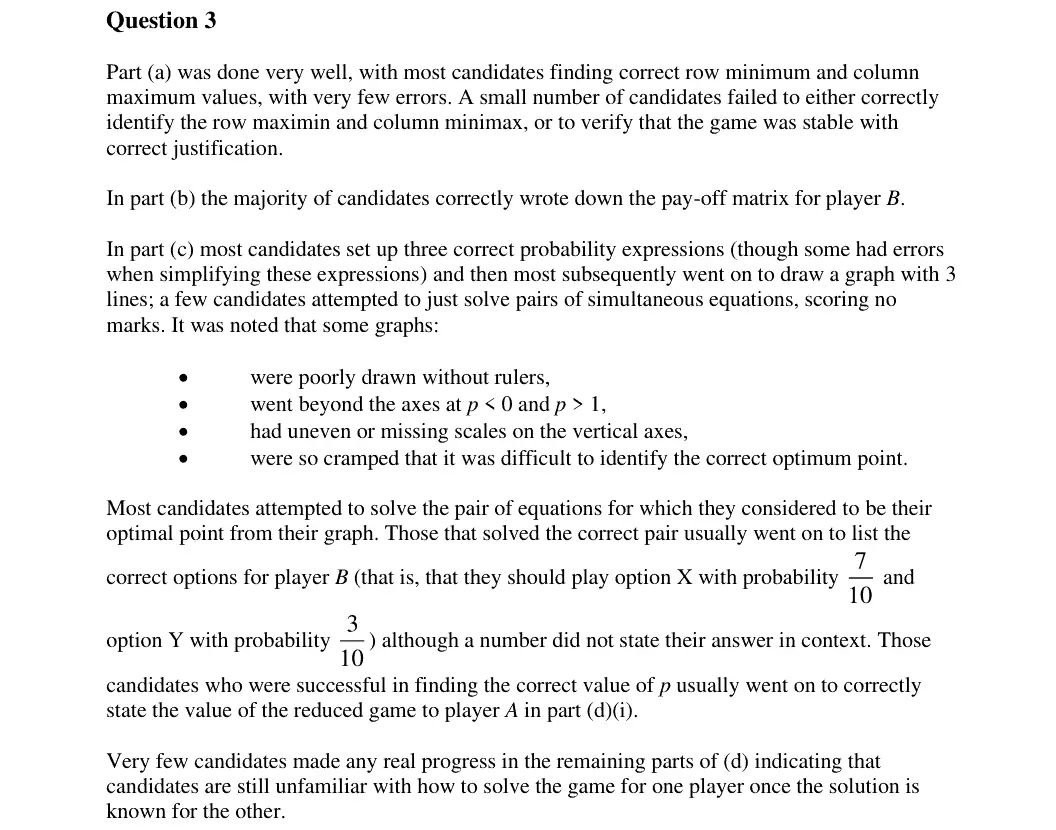 Question 3
Part (a) was done very well, with most candidates finding correct row minimum and column
maximum values, with very few errors. A small number of candidates failed to either correctly
identify the row maximin and column minimax, or to verify that the game was stable with
correct justification.
In part (b) the majority of candidates correctly wrote down the pay-off matrix for player B.
In part (c) most candidates set up three correct probability expressions (though some had errors
when simplifying these expressions) and then most subsequently went on to draw a graph with 3
lines; a few candidates attempted to just solve pairs of simultaneous equations, scoring no
marks. It was noted that some graphs:
• were poorly drawn without rulers,
• went beyond the axes at p < 0 and p > 1,
• had uneven or missing scales on the vertical axes,
• were so cramped that it was difficult to identify the correct optimum point.
Most candidates attempted to solve the pair of equations for which they considered to be their
optimal point from their graph. Those that solved the correct pair usually went on to list the
correct options for player B (that is, that they should play option X with probability 7/10 and
option Y with probability 3/10) although a number did not state their answer in context. Those
candidates who were successful in finding the correct value of p usually went on to correctly
state the value of the reduced game to player A in part (d)(i).
Very few candidates made any real progress in the remaining parts of (d) indicating that
candidates are still unfamiliar with how to solve the game for one player once the solution is
known for the other.